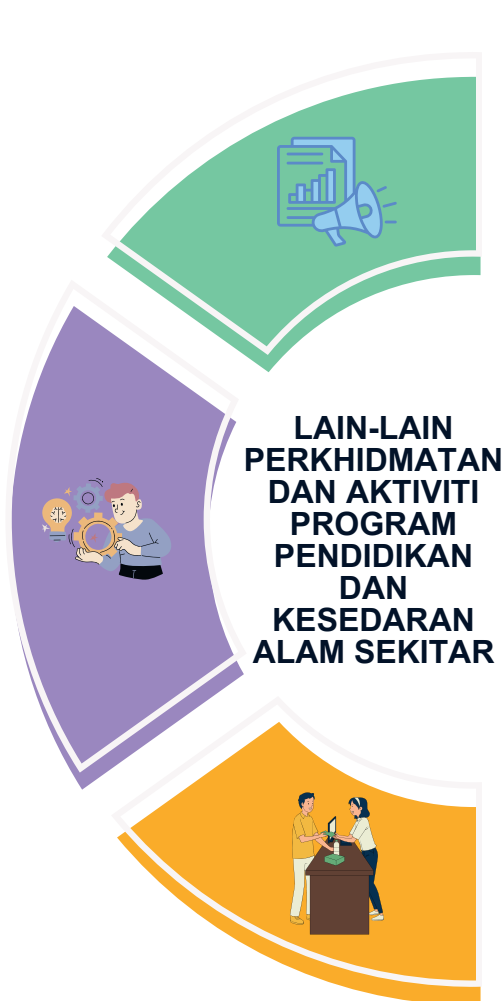 LAIN-LAIN
PERKHIDMATAN
DAN AKTIVITI
PROGRAM
PENDIDIKAN
DAN
KESEDARAN
ALAM SEKITAR